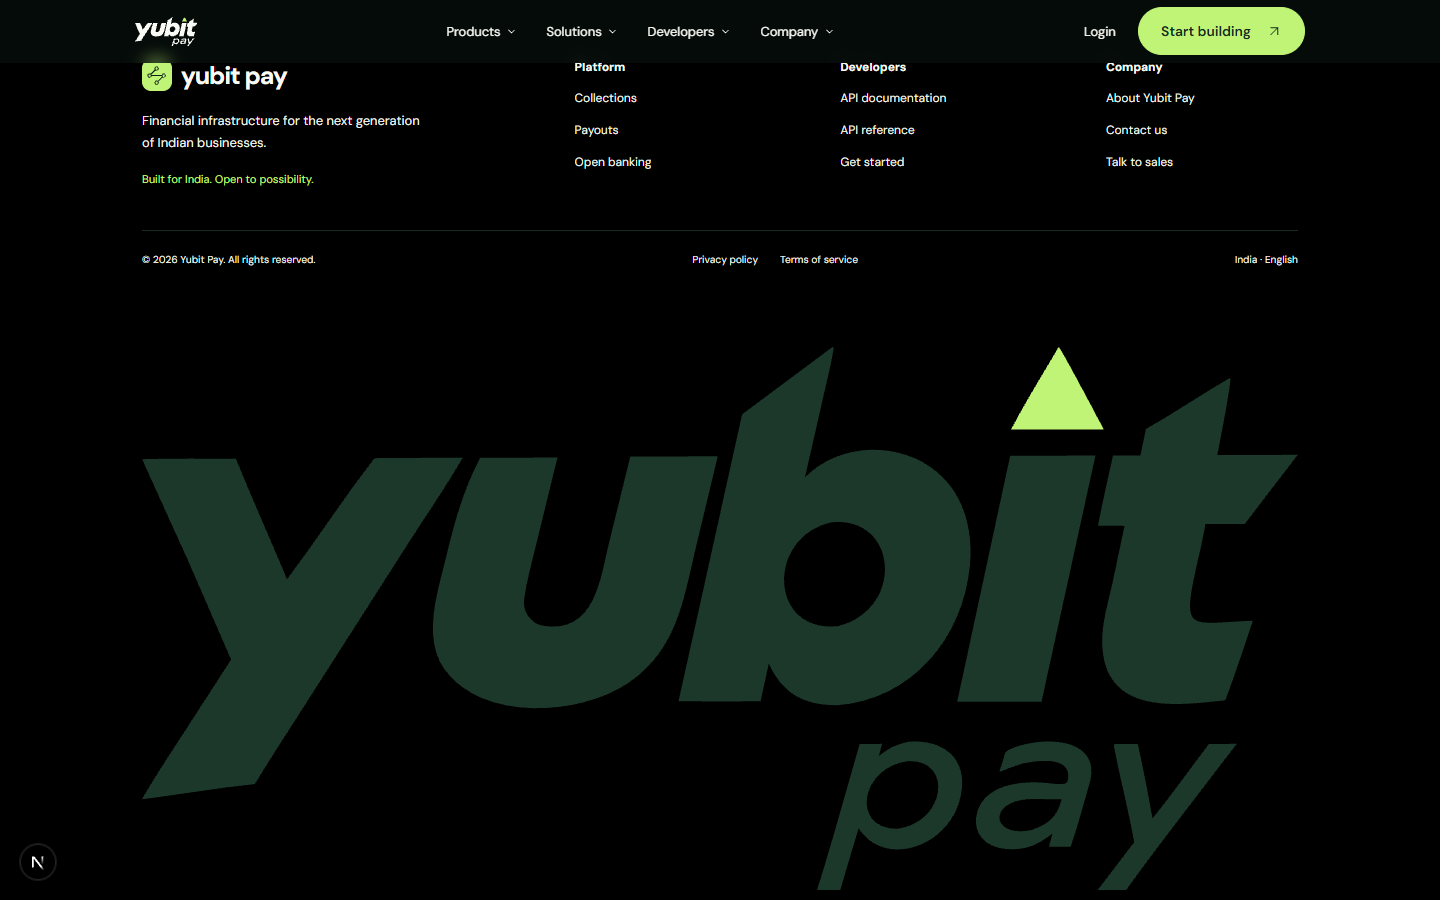 yubit
pay
Products
Solutions
Developers
Company
Login
Start building
yubit pay
Financial infrastructure for the next generation
of Indian businesses.
Built for India. Open to possibility.
Platform
Collections
Payouts
Open banking
Developers
API documentation
API reference
Get started
Company
About Yubit Pay
Contact us
Talk to sales
© 2026 Yubit Pay. All rights reserved.
Privacy policy
Terms of service
India · English
yubit
pay
N